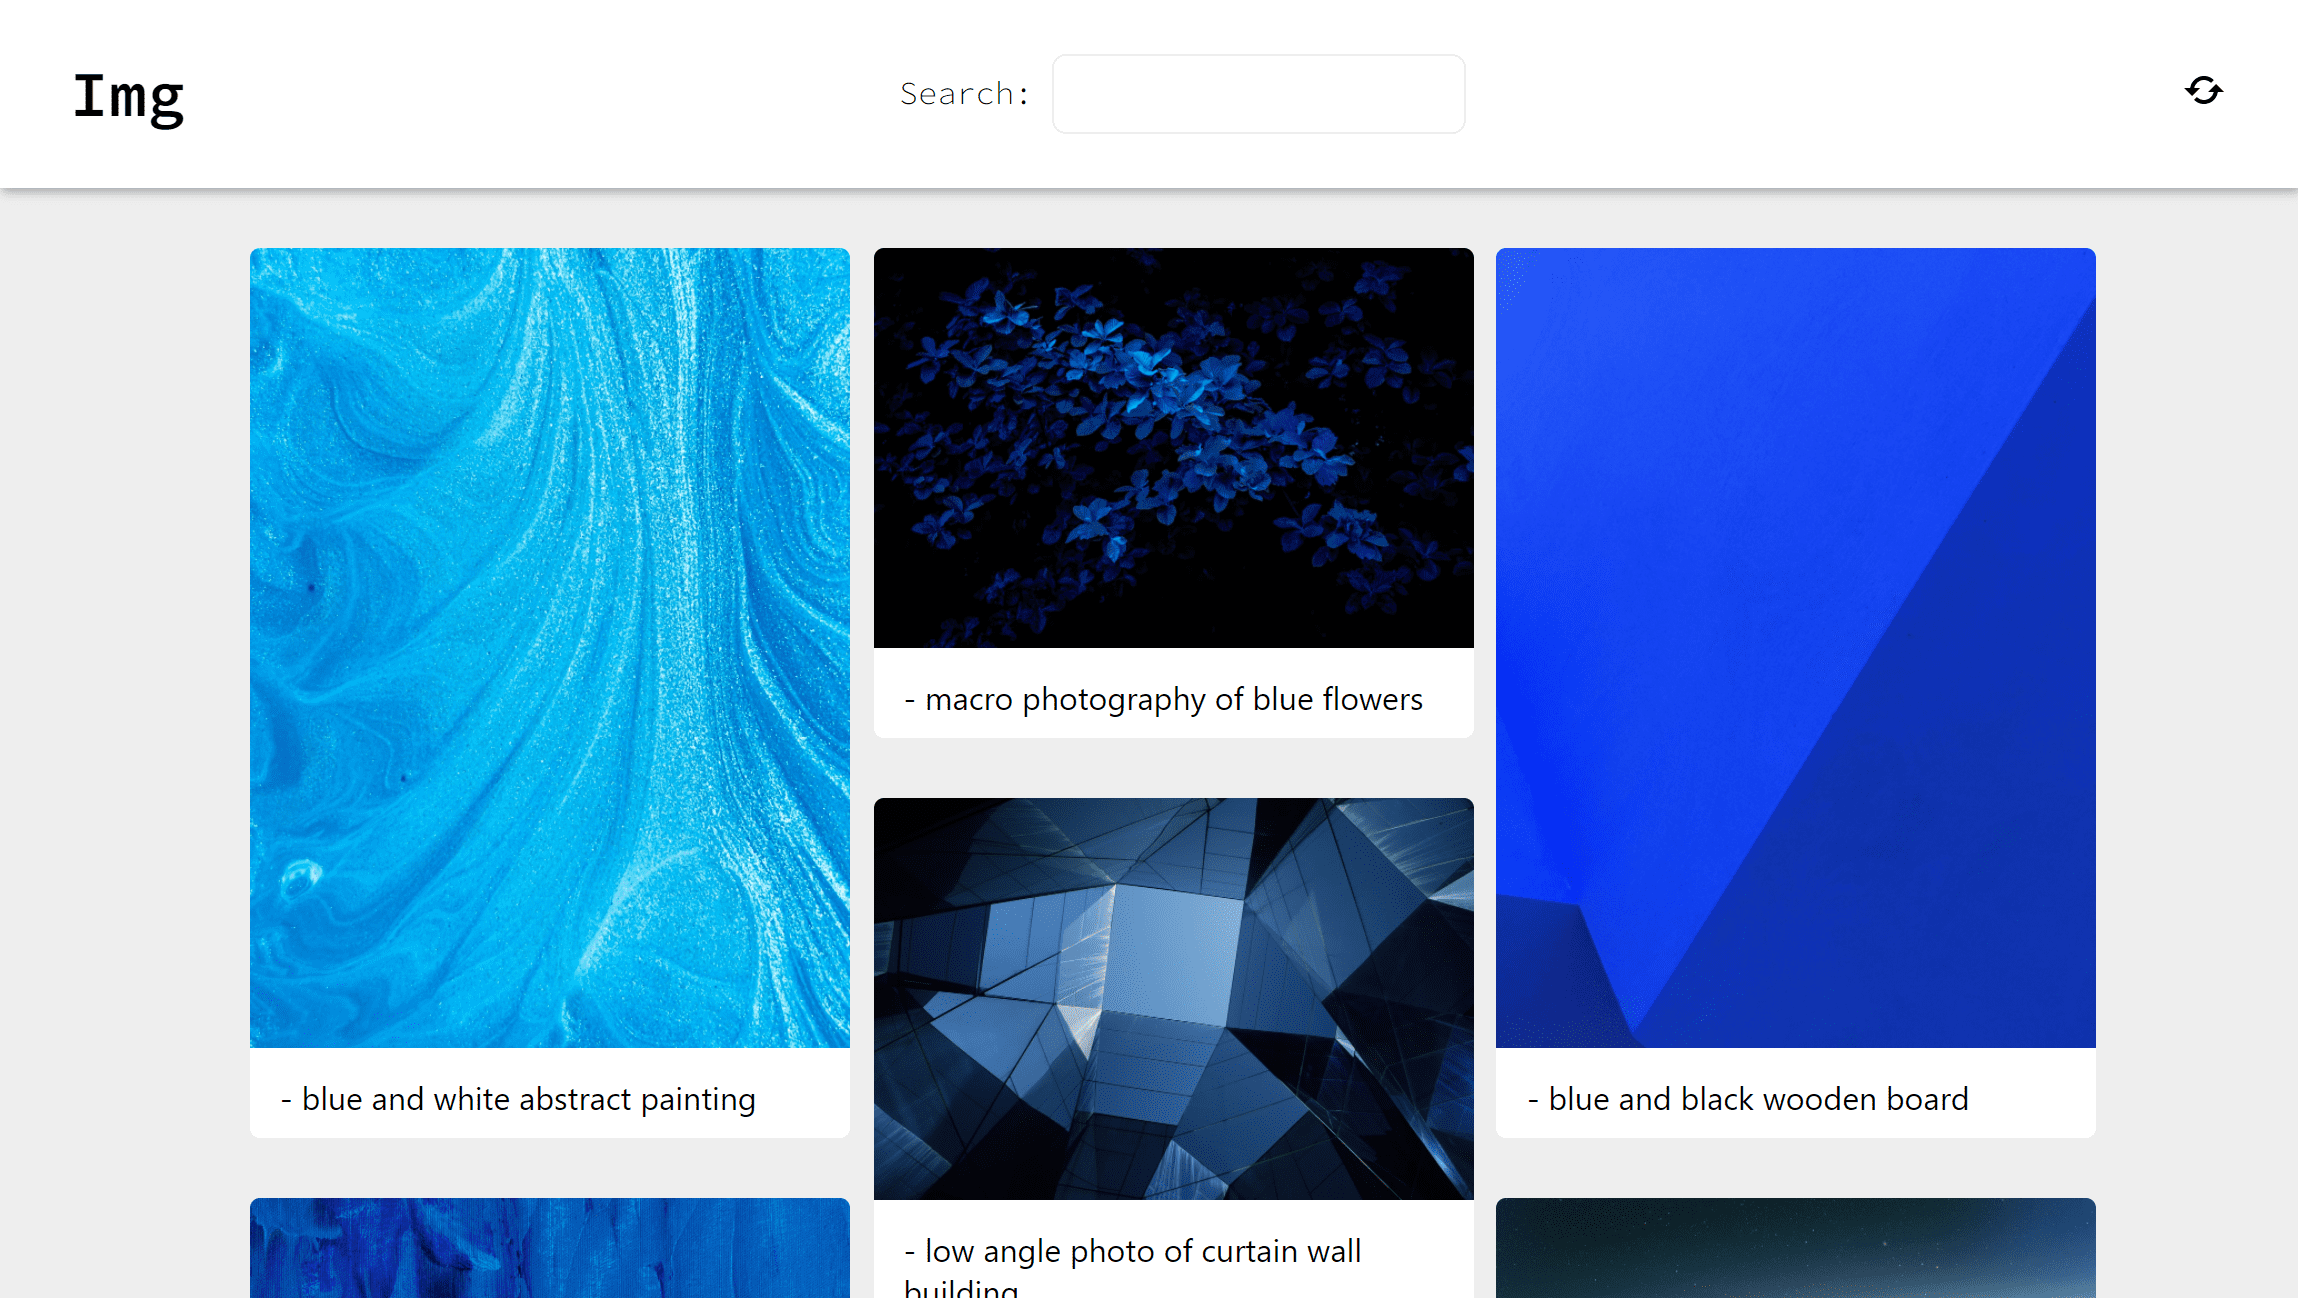 Img
Search:
- blue and white abstract painting
- macro photography of blue flowers
- low angle photo of curtain wall
building
- blue and black wooden board